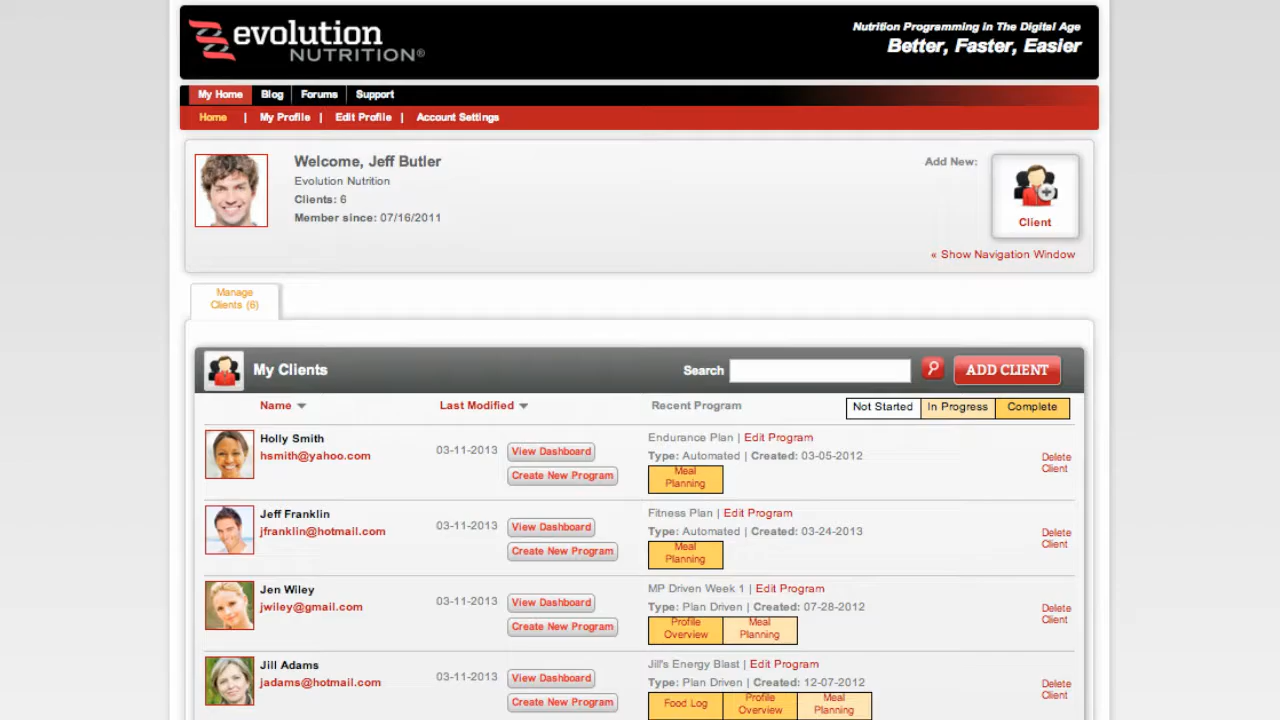 evolution
NUTRITION®
Nutrition Programming in The Digital Age
Better, Faster, Easier
My Home Blog Forums Support
Home | My Profile | Edit Profile | Account Settings
Welcome, Jeff Butler
Evolution Nutrition
Clients: 6
Member since: 07/16/2011
Add New:
Client
« Show Navigation Window
Manage
Clients (6)
My Clients
Search
ADD CLIENT
Name Last Modified Recent Program Not Started In Progress Complete
Holly Smith
hsmith@yahoo.com
03-11-2013
View Dashboard
Create New Program
Endurance Plan | Edit Program
Type: Automated | Created: 03-05-2012
Meal
Planning
Delete
Client
Jeff Franklin
jfranklin@hotmail.com
03-11-2013
View Dashboard
Create New Program
Fitness Plan | Edit Program
Type: Automated | Created: 03-24-2013
Meal
Planning
Delete
Client
Jen Wiley
jwiley@gmail.com
03-11-2013
View Dashboard
Create New Program
MP Driven Week 1 | Edit Program
Type: Plan Driven | Created: 07-28-2012
Profile
Overview
Meal
Planning
Delete
Client
Jill Adams
jadams@hotmail.com
03-11-2013
View Dashboard
Create New Program
Jill's Energy Blast | Edit Program
Type: Plan Driven | Created: 12-07-2012
Food Log
Profile
Overview
Meal
Planning
Delete
Client